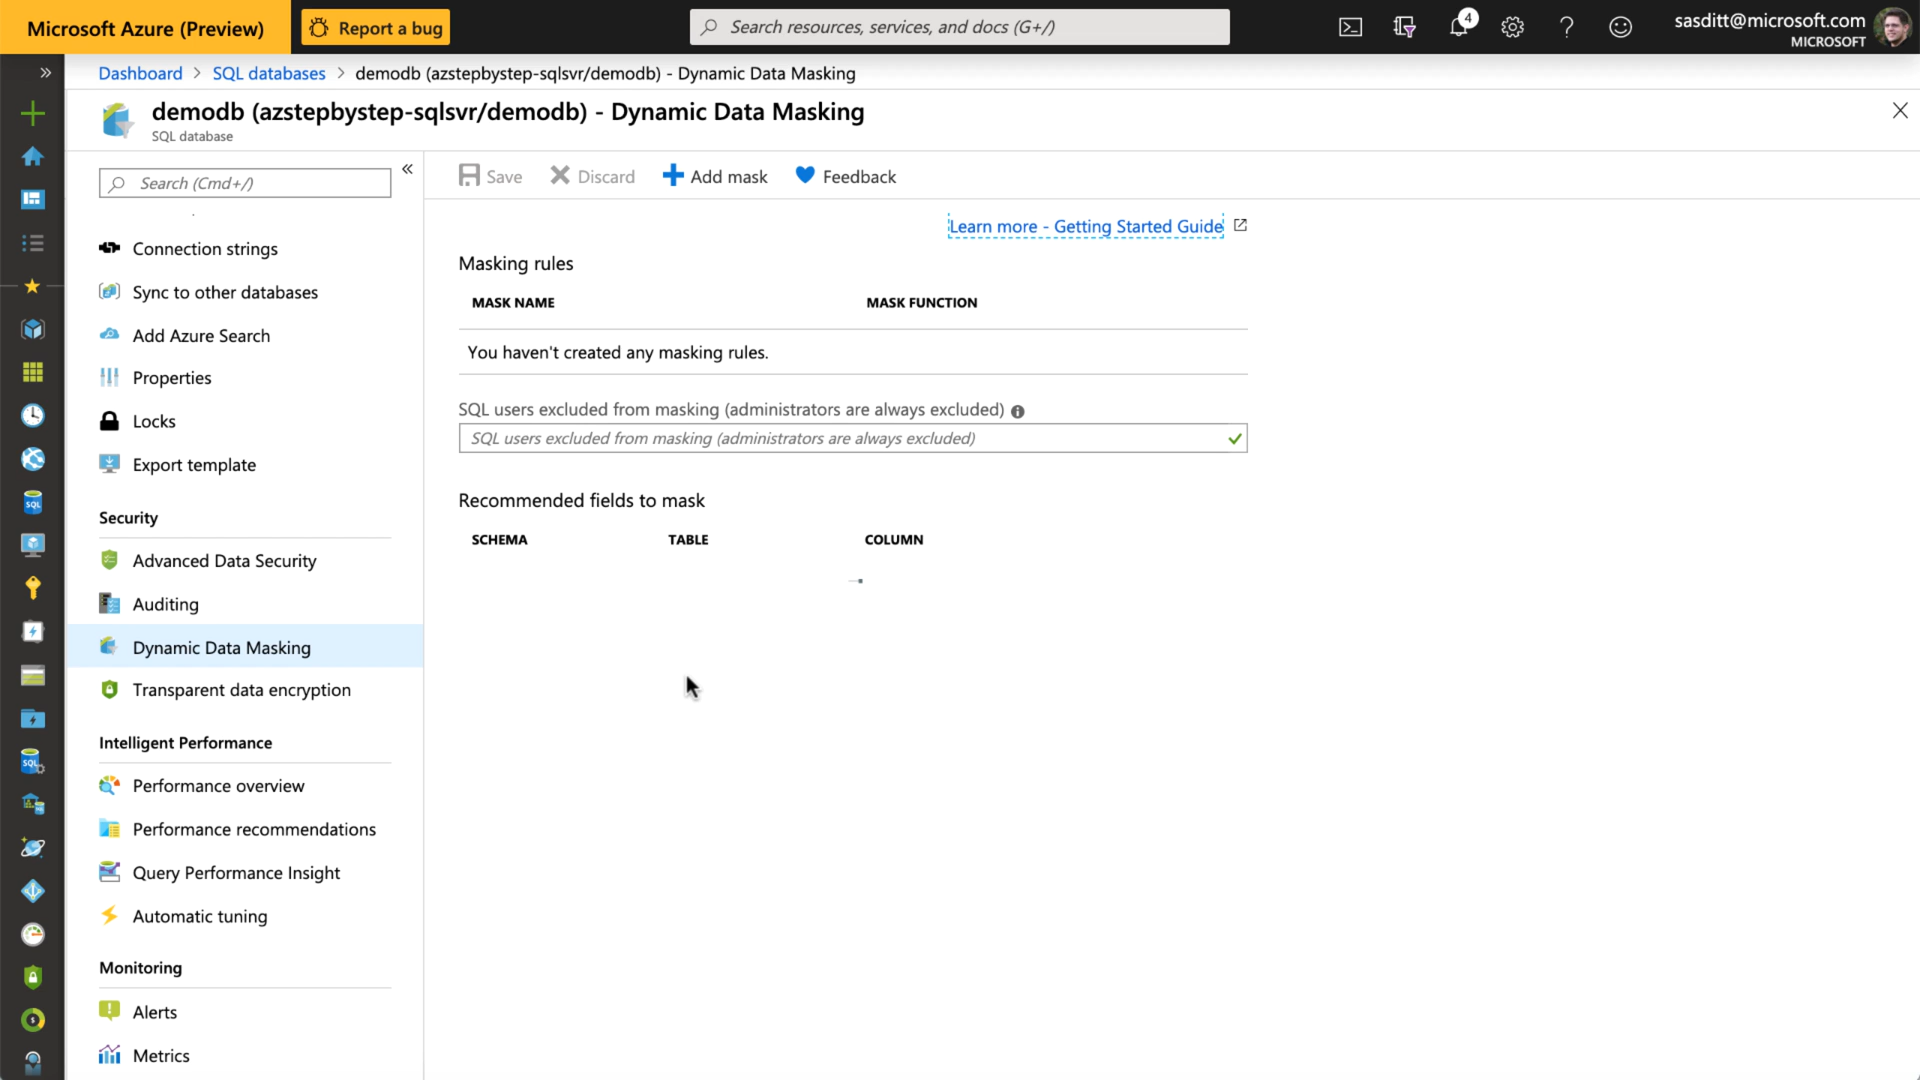 Microsoft Azure (Preview)
Report a bug
Search resources, services, and docs (G+/)
4
sasditt@microsoft.com
MICROSOFT
Dashboard > SQL databases > demodb (azstepbystep-sqlsvr/demodb) - Dynamic Data Masking
demodb (azstepbystep-sqlsvr/demodb) - Dynamic Data Masking
SQL database
Search (Cmd+/)
Connection strings
Sync to other databases
Add Azure Search
Properties
Locks
Export template
Security
Advanced Data Security
Auditing
Dynamic Data Masking
Transparent data encryption
Intelligent Performance
Performance overview
Performance recommendations
Query Performance Insight
Automatic tuning
Monitoring
Alerts
Metrics
Save
Discard
Add mask
Feedback
Learn more - Getting Started Guide
Masking rules
MASK NAME
MASK FUNCTION
You haven't created any masking rules.
SQL users excluded from masking (administrators are always excluded)
SQL users excluded from masking (administrators are always excluded)
Recommended fields to mask
SCHEMA
TABLE
COLUMN
SQL
SQL